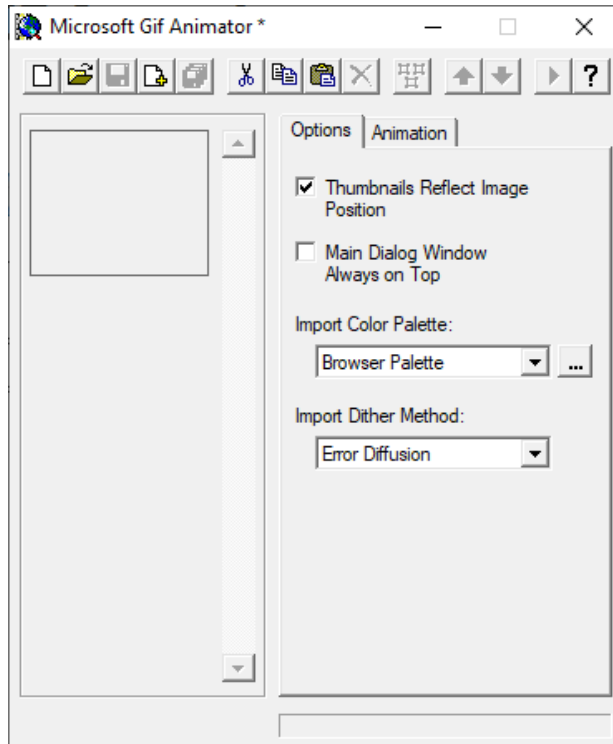 Microsoft Gif Animator *
?
Options
Animation
Thumbnails Reflect Image
Position
Main Dialog Window
Always on Top
Import Color Palette:
Browser Palette
...
Import Dither Method:
Error Diffusion